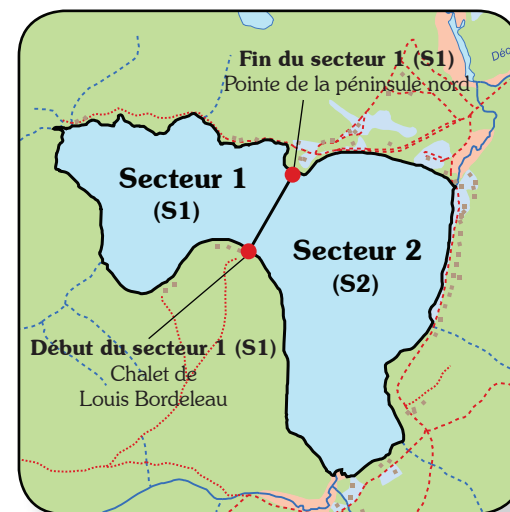 Fin du secteur 1 (S1)
Pointe de la péninsule nord
Secteur 1
(S1)
Secteur 2
(S2)
Début du secteur 1 (S1)
Chalet de
Louis Bordeleau